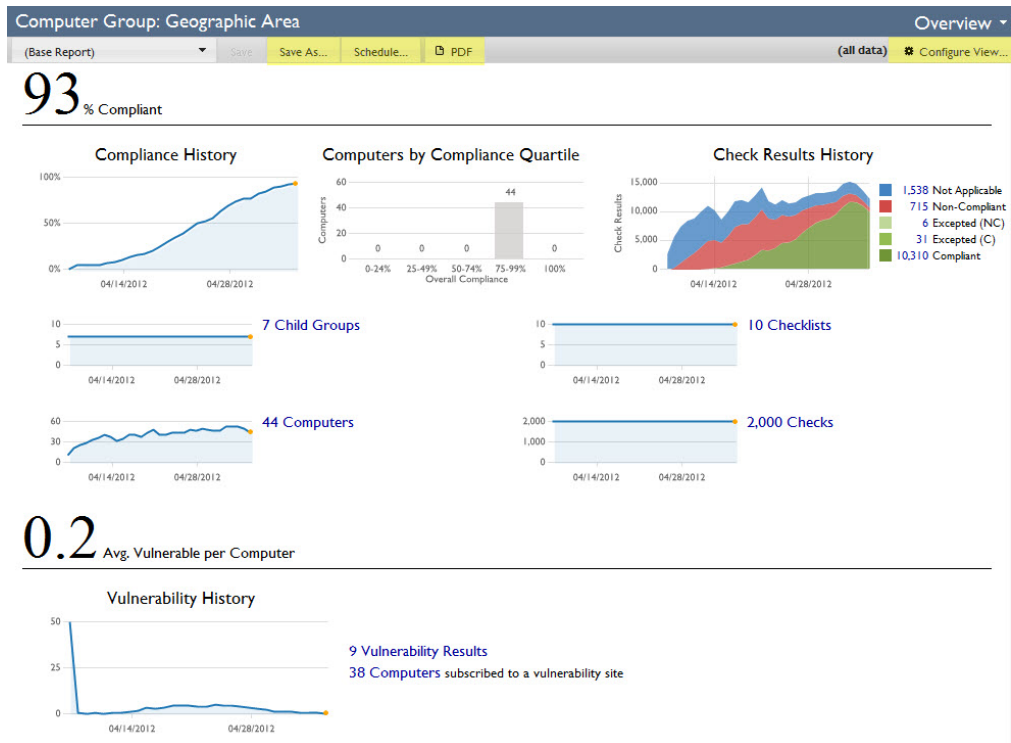 Computer Group: Geographic Area Overview
(Base Report) Save Save As... Schedule... PDF (all data) Configure View...
93 % Compliant
Compliance History
100%
50%
0%
04/14/2012 04/28/2012
Computers by Compliance Quartile
60
40
20
0
Computers
0 0 0 44 0
0-24% 25-49% 50-74% 75-99% 100%
Overall Compliance
Check Results History
15,000
10,000
5,000
0
Check Results
04/14/2012 04/28/2012
1,538 Not Applicable
715 Non-Compliant
6 Excepted (NC)
31 Excepted (C)
10,310 Compliant
10
5
0
04/14/2012 04/28/2012
7 Child Groups
10
5
0
04/14/2012 04/28/2012
10 Checklists
60
30
0
04/14/2012 04/28/2012
44 Computers
2,000
1,000
0
04/14/2012 04/28/2012
2,000 Checks
0.2 Avg. Vulnerable per Computer
Vulnerability History
50
25
0
04/14/2012 04/28/2012
9 Vulnerability Results
38 Computers subscribed to a vulnerability site